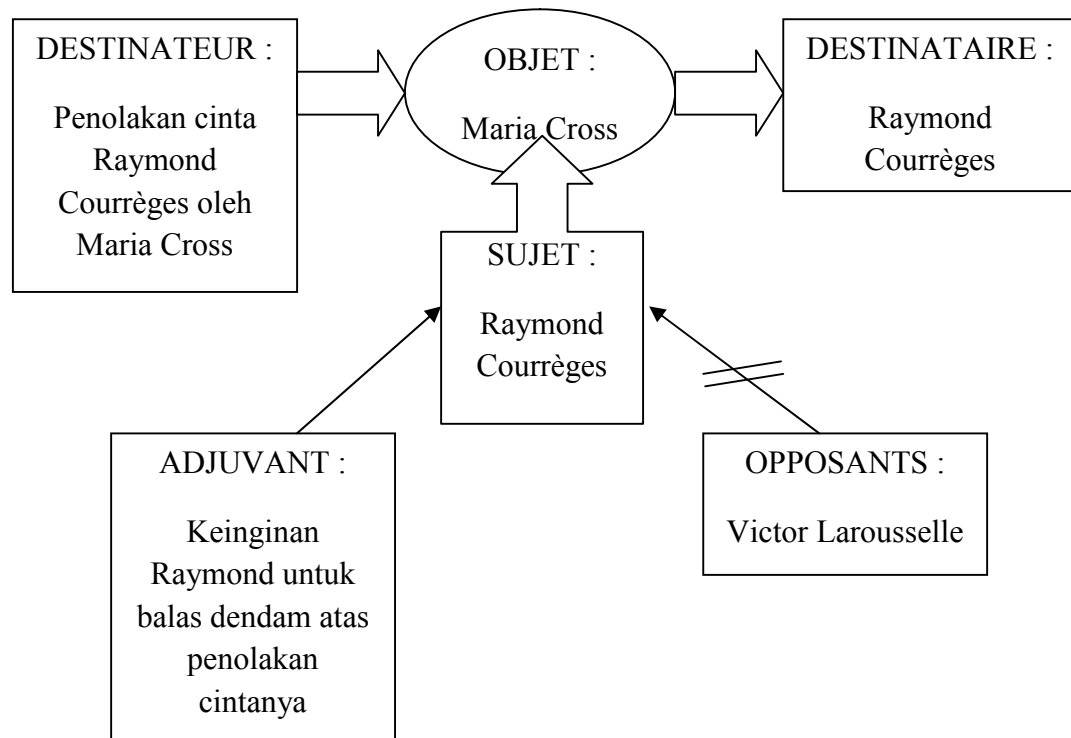 DESTINATEUR :
Penolakan cinta
Raymond
Courrèges oleh
Maria Cross
OBJET :
Maria Cross
DESTINATAIRE :
Raymond
Courrèges
SUJET :
Raymond
Courrèges
ADJUVANT :
Keinginan
Raymond untuk
balas dendam atas
penolakan
cintanya
OPPOSANTS :
Victor Larousselle